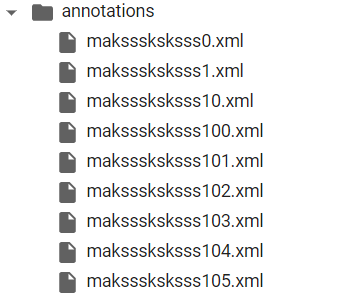 annotations
maksssksksss0.xml
maksssksksss1.xml
maksssksksss10.xml
maksssksksss100.xml
maksssksksss101.xml
maksssksksss102.xml
maksssksksss103.xml
maksssksksss104.xml
maksssksksss105.xml